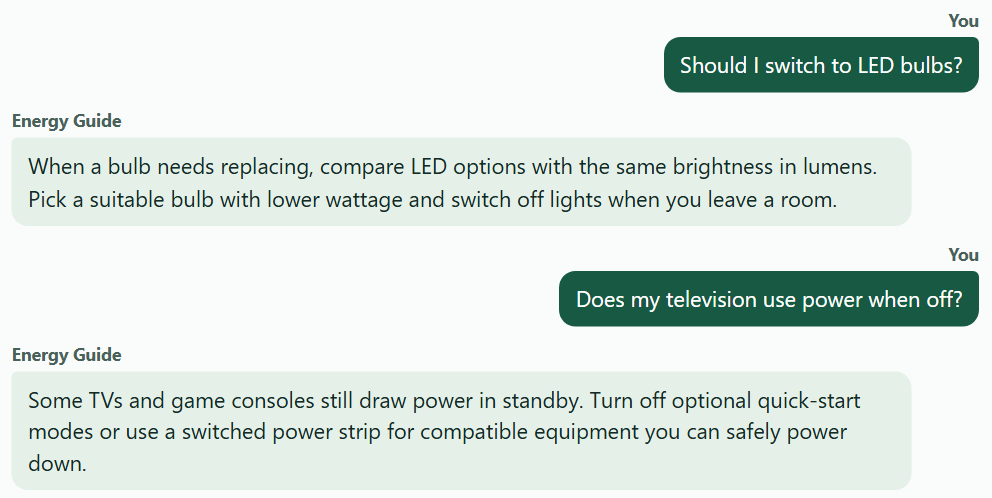 You
Should I switch to LED bulbs?
Energy Guide
When a bulb needs replacing, compare LED options with the same brightness in lumens.
Pick a suitable bulb with lower wattage and switch off lights when you leave a room.
You
Does my television use power when off?
Energy Guide
Some TVs and game consoles still draw power in standby. Turn off optional quick-start
modes or use a switched power strip for compatible equipment you can safely power
down.